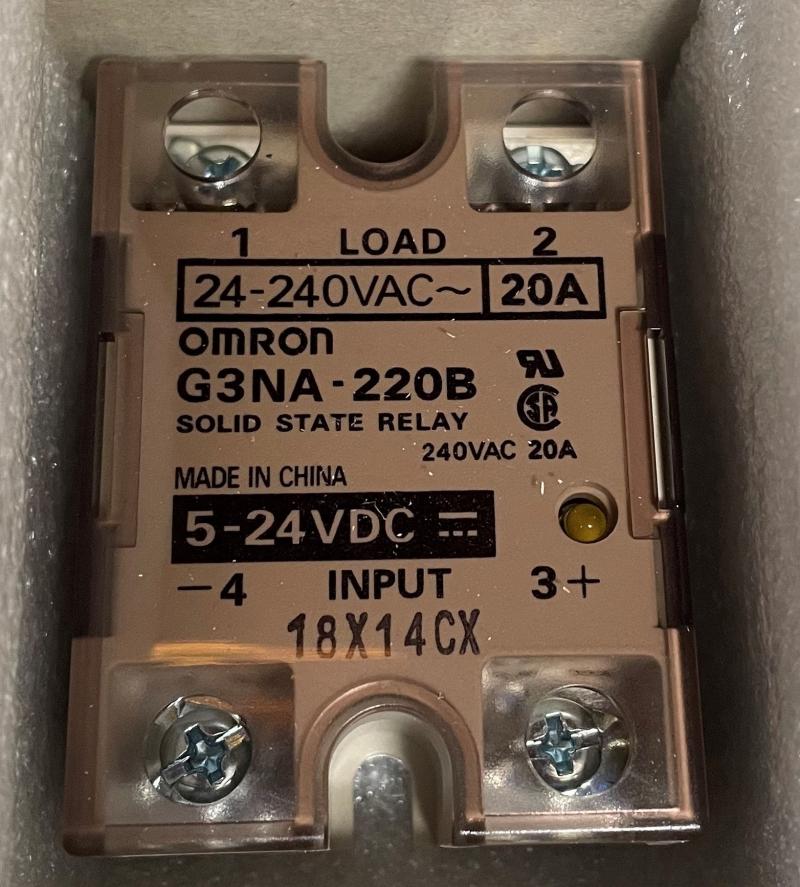 1 LOAD 2
24-240VAC~ 20A
OMRON
G3NA-220B
SOLID STATE RELAY
240VAC 20A
MADE IN CHINA
5-24VDC ⎓
−4 INPUT 3+
18X14CX